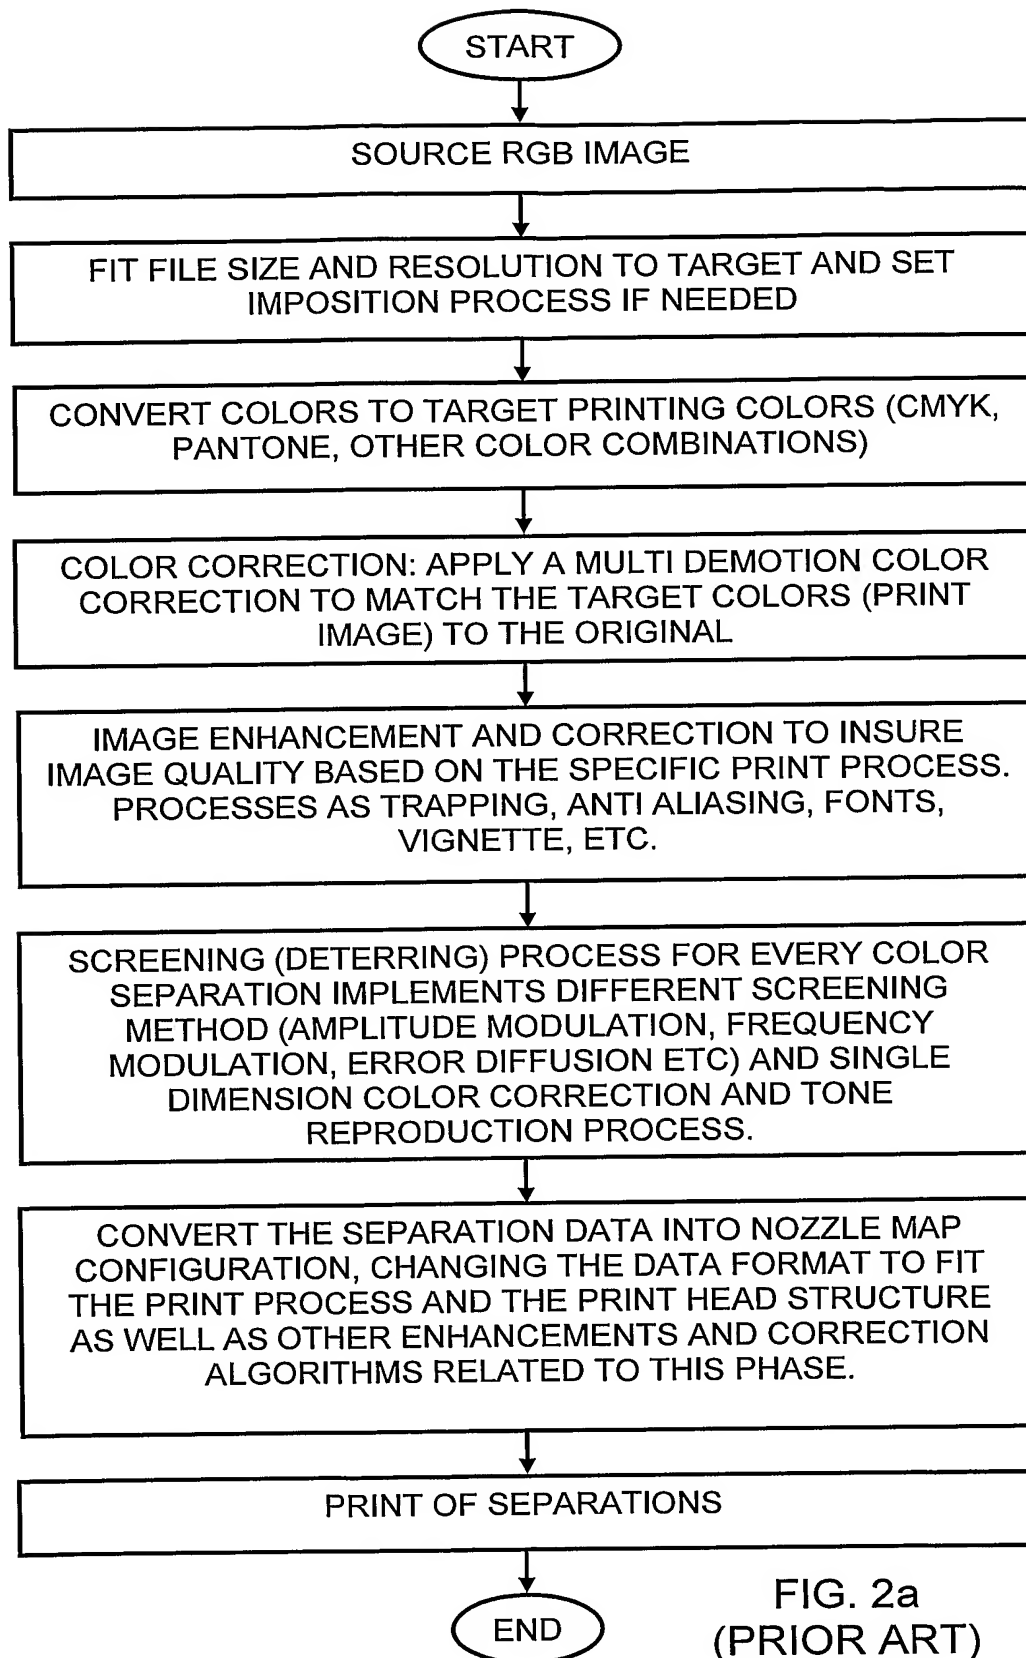 START
SOURCE RGB IMAGE
FIT FILE SIZE AND RESOLUTION TO TARGET AND SET
IMPOSITION PROCESS IF NEEDED
CONVERT COLORS TO TARGET PRINTING COLORS (CMYK,
PANTONE, OTHER COLOR COMBINATIONS)
COLOR CORRECTION: APPLY A MULTI DEMOTION COLOR
CORRECTION TO MATCH THE TARGET COLORS (PRINT
IMAGE) TO THE ORIGINAL
IMAGE ENHANCEMENT AND CORRECTION TO INSURE
IMAGE QUALITY BASED ON THE SPECIFIC PRINT PROCESS.
PROCESSES AS TRAPPING, ANTI ALIASING, FONTS,
VIGNETTE, ETC.
SCREENING (DETERRING) PROCESS FOR EVERY COLOR
SEPARATION IMPLEMENTS DIFFERENT SCREENING
METHOD (AMPLITUDE MODULATION, FREQUENCY
MODULATION, ERROR DIFFUSION ETC) AND SINGLE
DIMENSION COLOR CORRECTION AND TONE
REPRODUCTION PROCESS.
CONVERT THE SEPARATION DATA INTO NOZZLE MAP
CONFIGURATION, CHANGING THE DATA FORMAT TO FIT
THE PRINT PROCESS AND THE PRINT HEAD STRUCTURE
AS WELL AS OTHER ENHANCEMENTS AND CORRECTION
ALGORITHMS RELATED TO THIS PHASE.
PRINT OF SEPARATIONS
END
FIG. 2a
(PRIOR ART)